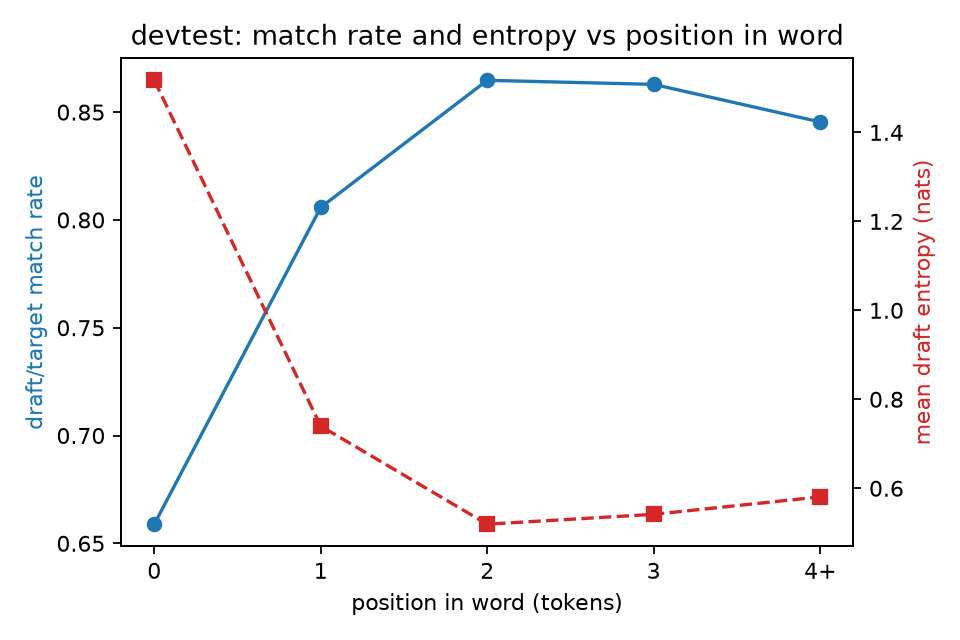 devtest: match rate and entropy vs position in word
draft/target match rate
0.85
0.80
0.75
0.70
0.65
1.4
1.2
1.0
0.8
0.6
mean draft entropy (nats)
0 1 2 3 4+
position in word (tokens)